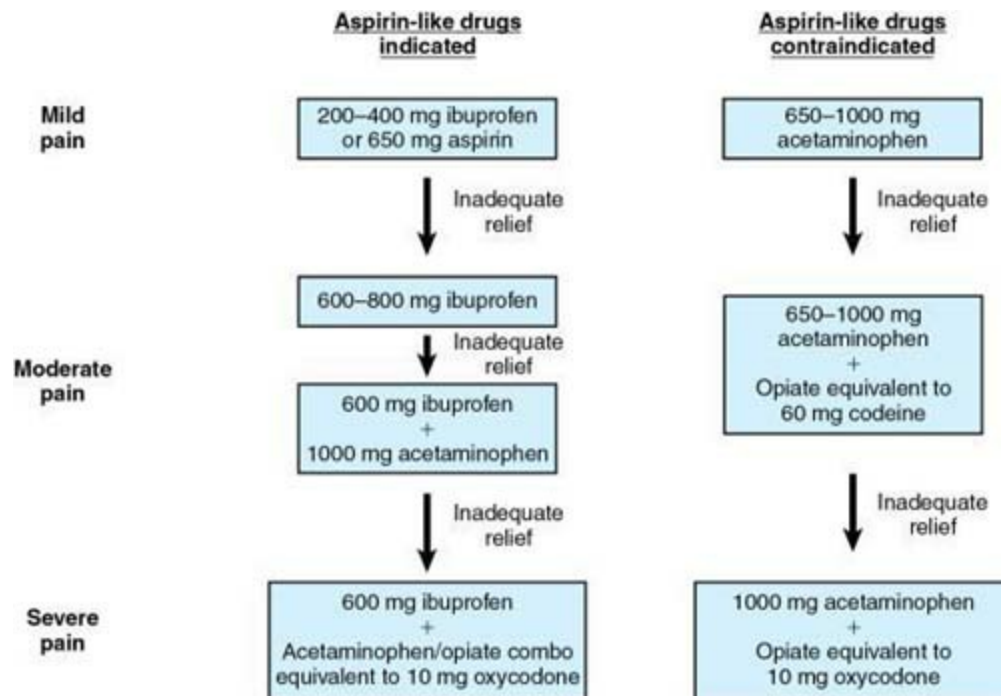 Aspirin-like drugs
indicated
Aspirin-like drugs
contraindicated
Mild
pain
200–400 mg ibuprofen
or 650 mg aspirin
650–1000 mg
acetaminophen
Inadequate
relief
Inadequate
relief
Moderate
pain
600–800 mg ibuprofen
Inadequate
relief
600 mg ibuprofen
+
1000 mg acetaminophen
650–1000 mg
acetaminophen
+
Opiate equivalent to
60 mg codeine
Inadequate
relief
Inadequate
relief
Severe
pain
600 mg ibuprofen
+
Acetaminophen/opiate combo
equivalent to 10 mg oxycodone
1000 mg acetaminophen
+
Opiate equivalent to
10 mg oxycodone